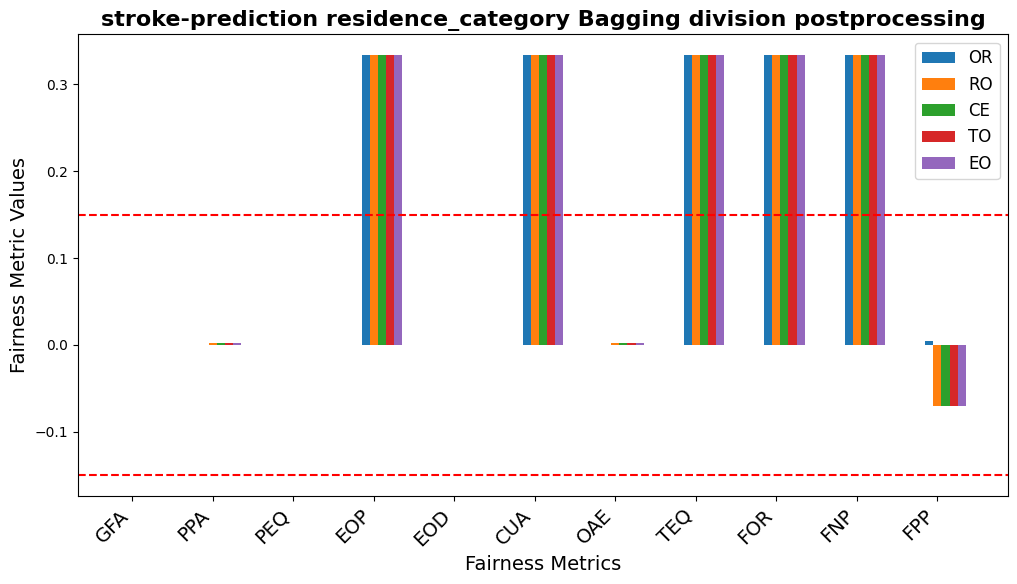 stroke-prediction residence_category Bagging division postprocessing
Fairness Metric Values
0.3
0.2
0.1
0.0
−0.1
OR
RO
CE
TO
EO
GFA PPA PEQ EOP EOD CUA OAE TEQ FOR FNP FPP
Fairness Metrics